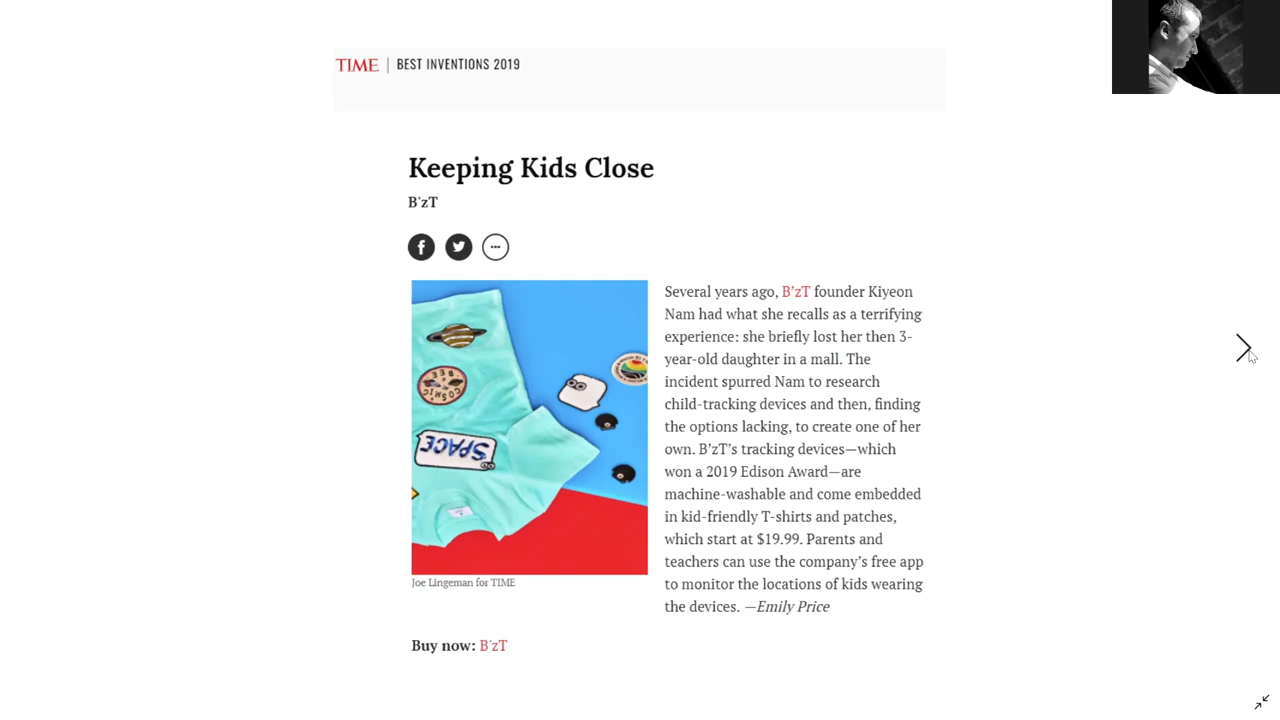 TIME | BEST INVENTIONS 2019
Keeping Kids Close
B'zT
Several years ago, B’zT founder Kiyeon
Nam had what she recalls as a terrifying
experience: she briefly lost her then 3-
year-old daughter in a mall. The
incident spurred Nam to research
child-tracking devices and then, finding
the options lacking, to create one of her
own. B’zT’s tracking devices—which
won a 2019 Edison Award—are
machine-washable and come embedded
in kid-friendly T-shirts and patches,
which start at $19.99. Parents and
teachers can use the company’s free app
to monitor the locations of kids wearing
the devices. —Emily Price
COSMIC
BEE
SPACE
Joe Lingeman for TIME
Buy now: B'zT